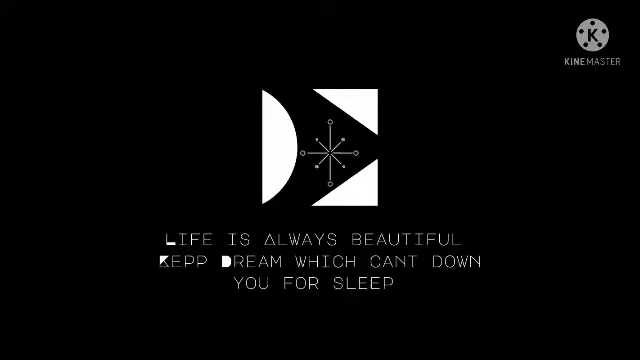 KINEMASTER
LIFE IS ALWAYS BEAUTIFUL
KEPP DREAM WHICH CANT DOWN
YOU FOR SLEEP